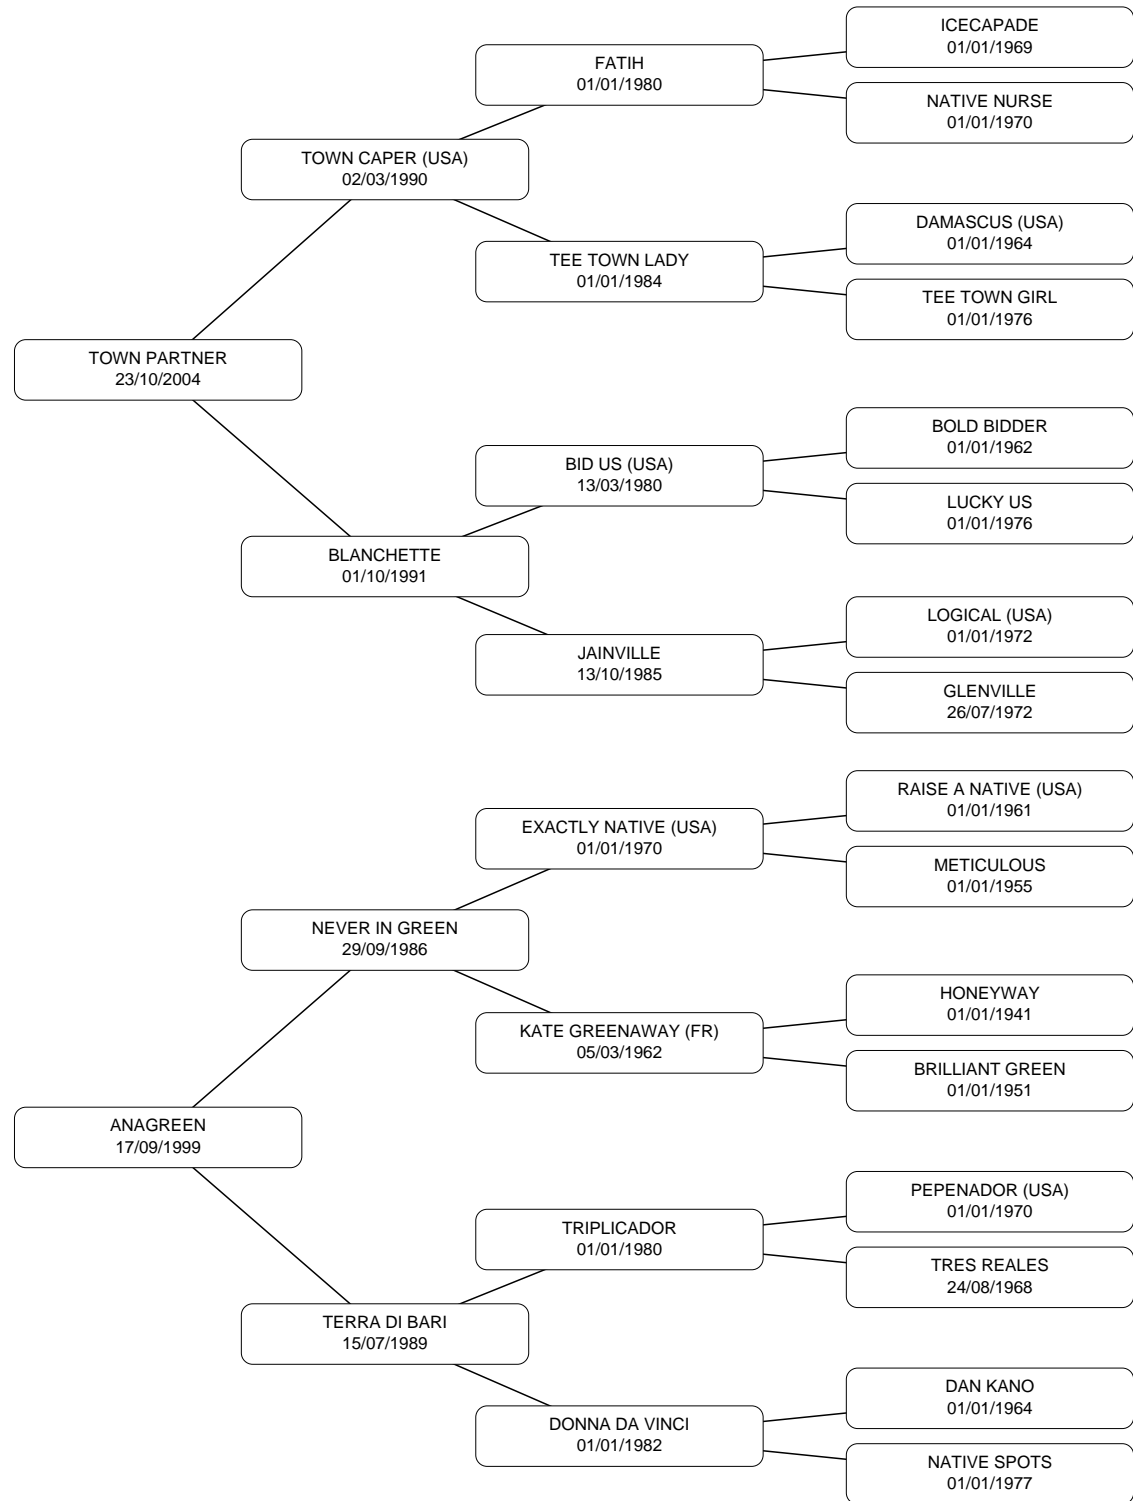 ICECAPADE
01/01/1969
FATIH
01/01/1980
NATIVE NURSE
01/01/1970
TOWN CAPER (USA)
02/03/1990
DAMASCUS (USA)
01/01/1964
TEE TOWN LADY
01/01/1984
TEE TOWN GIRL
01/01/1976
TOWN PARTNER
23/10/2004
BOLD BIDDER
01/01/1962
BID US (USA)
13/03/1980
LUCKY US
01/01/1976
BLANCHETTE
01/10/1991
LOGICAL (USA)
01/01/1972
JAINVILLE
13/10/1985
GLENVILLE
26/07/1972
RAISE A NATIVE (USA)
01/01/1961
EXACTLY NATIVE (USA)
01/01/1970
METICULOUS
01/01/1955
NEVER IN GREEN
29/09/1986
HONEYWAY
01/01/1941
KATE GREENAWAY (FR)
05/03/1962
BRILLIANT GREEN
01/01/1951
ANAGREEN
17/09/1999
PEPENADOR (USA)
01/01/1970
TRIPLICADOR
01/01/1980
TRES REALES
24/08/1968
TERRA DI BARI
15/07/1989
DAN KANO
01/01/1964
DONNA DA VINCI
01/01/1982
NATIVE SPOTS
01/01/1977